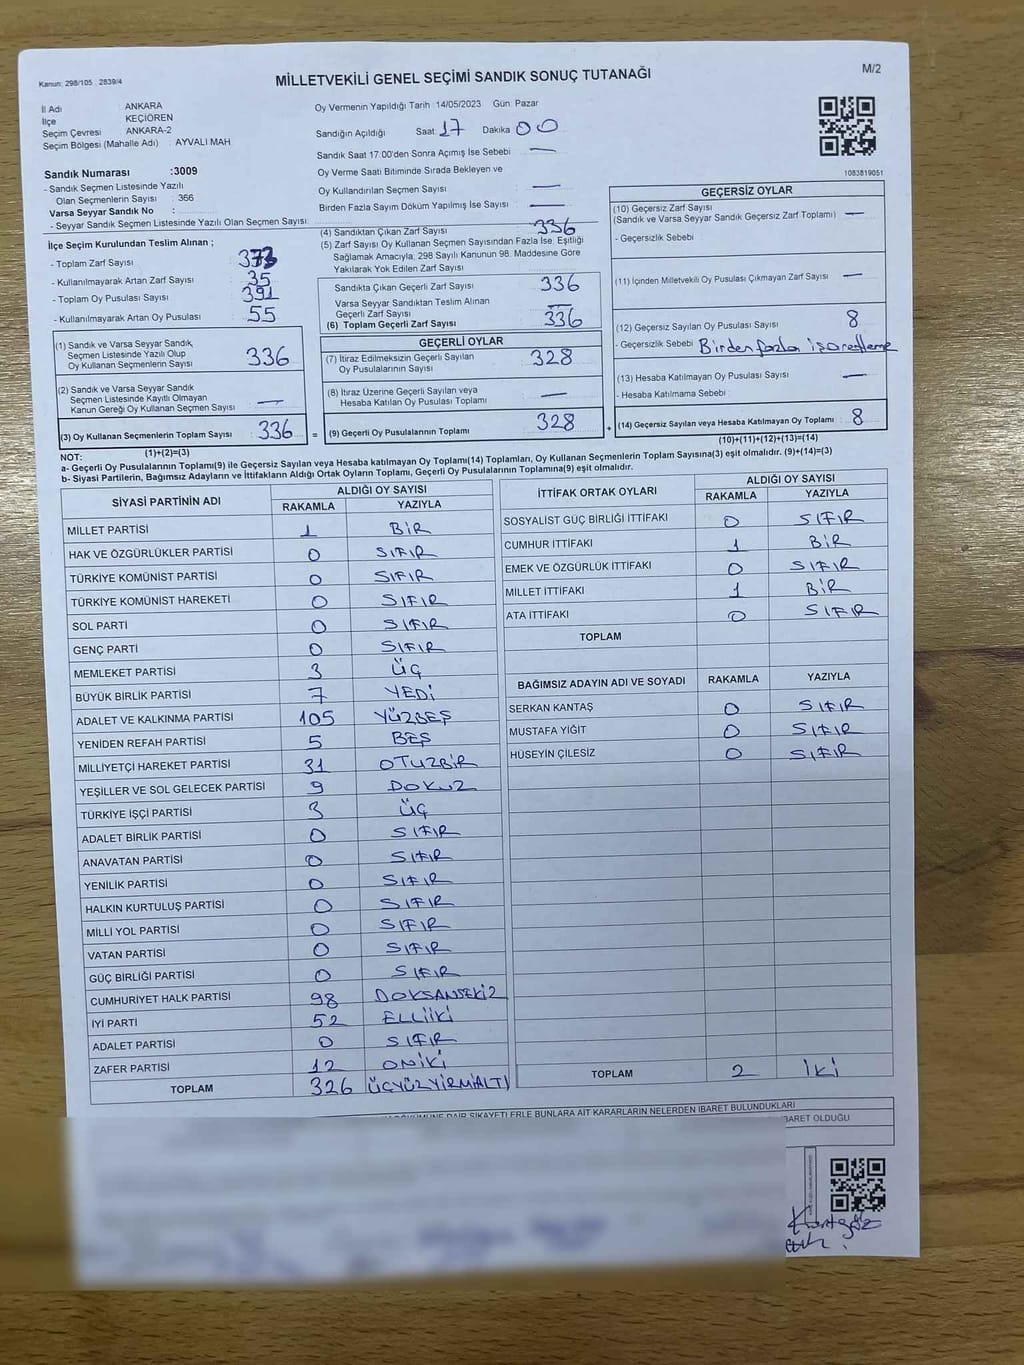 Kanun: 298/105 2839/4
MİLLETVEKİLİ GENEL SEÇİMİ SANDIK SONUÇ TUTANAĞI
M/2
İl Adı : ANKARA
İlçe KEÇİÖREN
Seçim Çevresi : ANKARA-2
Seçim Bölgesi (Mahalle Adı) : AYVALI MAH
Sandık Numarası :3009
- Sandık Seçmen Listesinde Yazılı
Olan Seçmenlerin Sayısı : 366
Varsa Seyyar Sandık No :
- Seyyar Sandık Seçmen Listesinde Yazılı Olan Seçmen Sayısı:
Oy Vermenin Yapıldığı Tarih :14/05/2023 Gün: Pazar
Sandığın Açıldığı Saat 17 Dakika 00
Sandık Saat 17:00'den Sonra Açımış İse Sebebi —
Oy Verme Saati Bitiminde Sırada Bekleyen ve
Oy Kullandırılan Seçmen Sayısı —
Birden Fazla Sayım Döküm Yapılmış İse Sayısı —
1083819051
İlçe Seçim Kurulundan Teslim Alınan ;
- Toplam Zarf Sayısı : 373
- Kullanılmayarak Artan Zarf Sayısı : 35
- Toplam Oy Pusulası Sayısı : 391
- Kullanılmayarak Artan Oy Pusulası : 55
(4) Sandıktan Çıkan Zarf Sayısı 336
(5) Zarf Sayısı Oy Kullanan Seçmen Sayısından Fazla İse, Eşitliği
Sağlamak Amacıyla; 298 Sayılı Kanunun 98. Maddesine Göre
Yakılarak Yok Edilen Zarf Sayısı
Sandıkta Çıkan Geçerli Zarf Sayısı 336
Varsa Seyyar Sandıktan Teslim Alınan
Geçerli Zarf Sayısı —
(6) Toplam Geçerli Zarf Sayısı 336
GEÇERSİZ OYLAR
(10) Geçersiz Zarf Sayısı
(Sandık ve Varsa Seyyar Sandık Geçersiz Zarf Toplamı) —
- Geçersizlik Sebebi
(11) İçinden Milletvekili Oy Pusulası Çıkmayan Zarf Sayısı —
(12) Geçersiz Sayılan Oy Pusulası Sayısı 8
- Geçersizlik Sebebi Birden fazla işaretleme
(13) Hesaba Katılmayan Oy Pusulası Sayısı —
- Hesaba Katılmama Sebebi
(14) Geçersiz Sayılan veya Hesaba Katılmayan Oy Toplamı 8
(10)+(11)+(12)+(13)=(14)
(1) Sandık ve Varsa Seyyar Sandık
Seçmen Listesinde Yazılı Olup
Oy Kullanan Seçmenlerin Sayısı 336
(2) Sandık ve Varsa Seyyar Sandık
Seçmen Listesinde Kayıtlı Olmayan
Kanun Gereği Oy Kullanan Seçmen Sayısı —
(3) Oy Kullanan Seçmenlerin Toplam Sayısı 336 =
(1)+(2)=(3)
GEÇERLİ OYLAR
(7) İtiraz Edilmeksizin Geçerli Sayılan
Oy Pusulalarının Sayısı 328
(8) İtiraz Üzerine Geçerli Sayılan veya
Hesaba Katılan Oy Pusulası Toplamı —
(9) Geçerli Oy Pusulalarının Toplamı 328 +
NOT:
a- Geçerli Oy Pusulalarının Toplamı(9) ile Geçersiz Sayılan veya Hesaba katılmayan Oy Toplamı(14) Toplamları, Oy Kullanan Seçmenlerin Toplam Sayısına(3) eşit olmalıdır. (9)+(14)=(3)
b- Siyasi Partilerin, Bağımsız Adayların ve İttifakların Aldığı Ortak Oyların Toplamı, Geçerli Oy Pusulalarının Toplamına(9) eşit olmalıdır.
SİYASİ PARTİNİN ADI ALDIĞI OY SAYISI
RAKAMLA YAZIYLA
MİLLET PARTİSİ 1 BİR
HAK VE ÖZGÜRLÜKLER PARTİSİ 0 SIFIR
TÜRKİYE KOMÜNİST PARTİSİ 0 SIFIR
TÜRKİYE KOMÜNİST HAREKETİ 0 SIFIR
SOL PARTİ 0 SIFIR
GENÇ PARTİ 0 SIFIR
MEMLEKET PARTİSİ 3 ÜÇ
BÜYÜK BİRLİK PARTİSİ 7 YEDİ
ADALET VE KALKINMA PARTİSİ 105 YÜZBEŞ
YENİDEN REFAH PARTİSİ 5 BEŞ
MİLLİYETÇİ HAREKET PARTİSİ 31 OTUZBİR
YEŞİLLER VE SOL GELECEK PARTİSİ 9 DOKUZ
TÜRKİYE İŞÇİ PARTİSİ 3 ÜÇ
ADALET BİRLİK PARTİSİ 0 SIFIR
ANAVATAN PARTİSİ 0 SIFIR
YENİLİK PARTİSİ 0 SIFIR
HALKIN KURTULUŞ PARTİSİ 0 SIFIR
MİLLİ YOL PARTİSİ 0 SIFIR
VATAN PARTİSİ 0 SIFIR
GÜÇ BİRLİĞİ PARTİSİ 0 SIFIR
CUMHURİYET HALK PARTİSİ 98 DOKSANSEKİZ
İYİ PARTİ 52 ELLİİKİ
ADALET PARTİSİ 0 SIFIR
ZAFER PARTİSİ 12 ONİKİ
TOPLAM 326 ÜÇYÜZYİRMİALTI
İTTİFAK ORTAK OYLARI ALDIĞI OY SAYISI
RAKAMLA YAZIYLA
SOSYALİST GÜÇ BİRLİĞİ İTTİFAKI 0 SIFIR
CUMHUR İTTİFAKI 1 BİR
EMEK VE ÖZGÜRLÜK İTTİFAKI 0 SIFIR
MİLLET İTTİFAKI 1 BİR
ATA İTTİFAKI 0 SIFIR
TOPLAM
BAĞIMSIZ ADAYIN ADI VE SOYADI RAKAMLA YAZIYLA
SERKAN KANTAŞ 0 SIFIR
MUSTAFA YİĞİT 0 SIFIR
HÜSEYİN ÇİLESİZ 0 SIFIR
TOPLAM 2 İKİ
DAİR ŞİKAYETLERLE BUNLARA AİT KARARLARIN NELERDEN İBARET BULUNDUKLARI
İBARET OLDUĞU